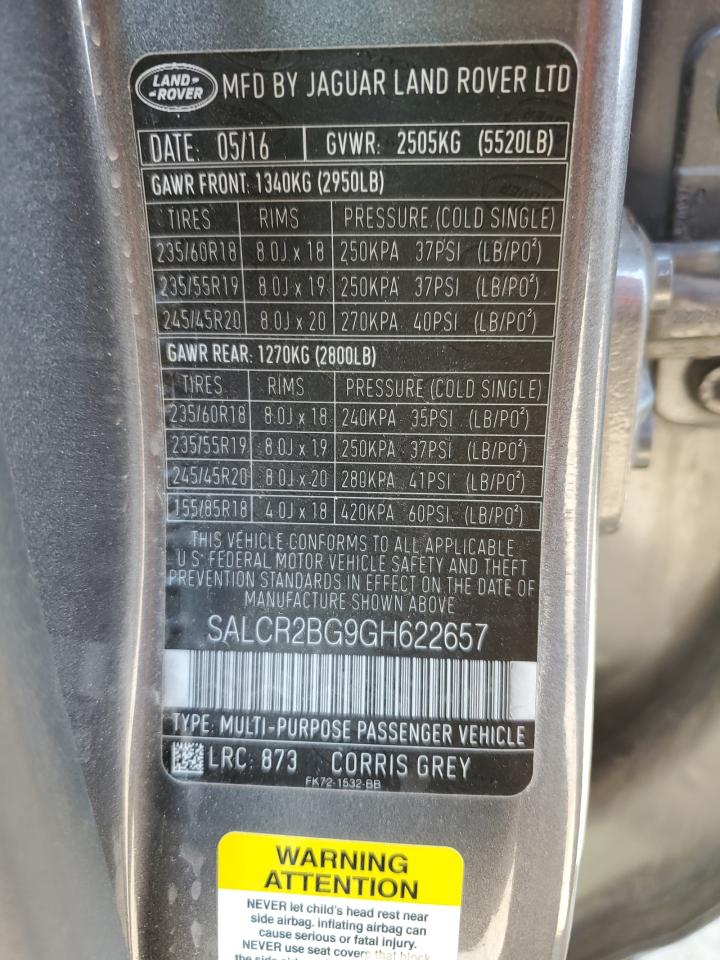 LAND-
-ROVER
MFD BY JAGUAR LAND ROVER LTD
DATE: 05/16 GVWR: 2505KG (5520LB)
GAWR FRONT: 1340KG (2950LB)
TIRES RIMS PRESSURE (COLD SINGLE)
235/60R18 8.0J x 18 250KPA 37PSI (LB/PO²)
235/55R19 8.0J x 19 250KPA 37PSI (LB/PO²)
245/45R20 8.0J x 20 270KPA 40PSI (LB/PO²)
GAWR REAR: 1270KG (2800LB)
TIRES RIMS PRESSURE (COLD SINGLE)
235/60R18 8.0J x 18 240KPA 35PSI (LB/PO²)
235/55R19 8.0J x 19 250KPA 37PSI (LB/PO²)
245/45R20 8.0J x 20 280KPA 41PSI (LB/PO²)
155/85R18 4.0J x 18 420KPA 60PSI (LB/PO²)
THIS VEHICLE CONFORMS TO ALL APPLICABLE
U S FEDERAL MOTOR VEHICLE SAFETY AND THEFT
PREVENTION STANDARDS IN EFFECT ON THE DATE OF
MANUFACTURE SHOWN ABOVE
SALCR2BG9GH622657
TYPE: MULTI-PURPOSE PASSENGER VEHICLE
LRC: 873 CORRIS GREY
FK72-1532-BB
WARNING
ATTENTION
NEVER let child's head rest near
side airbag. inflating airbag can
cause serious or fatal injury.
NEVER use seat covers that block
the side